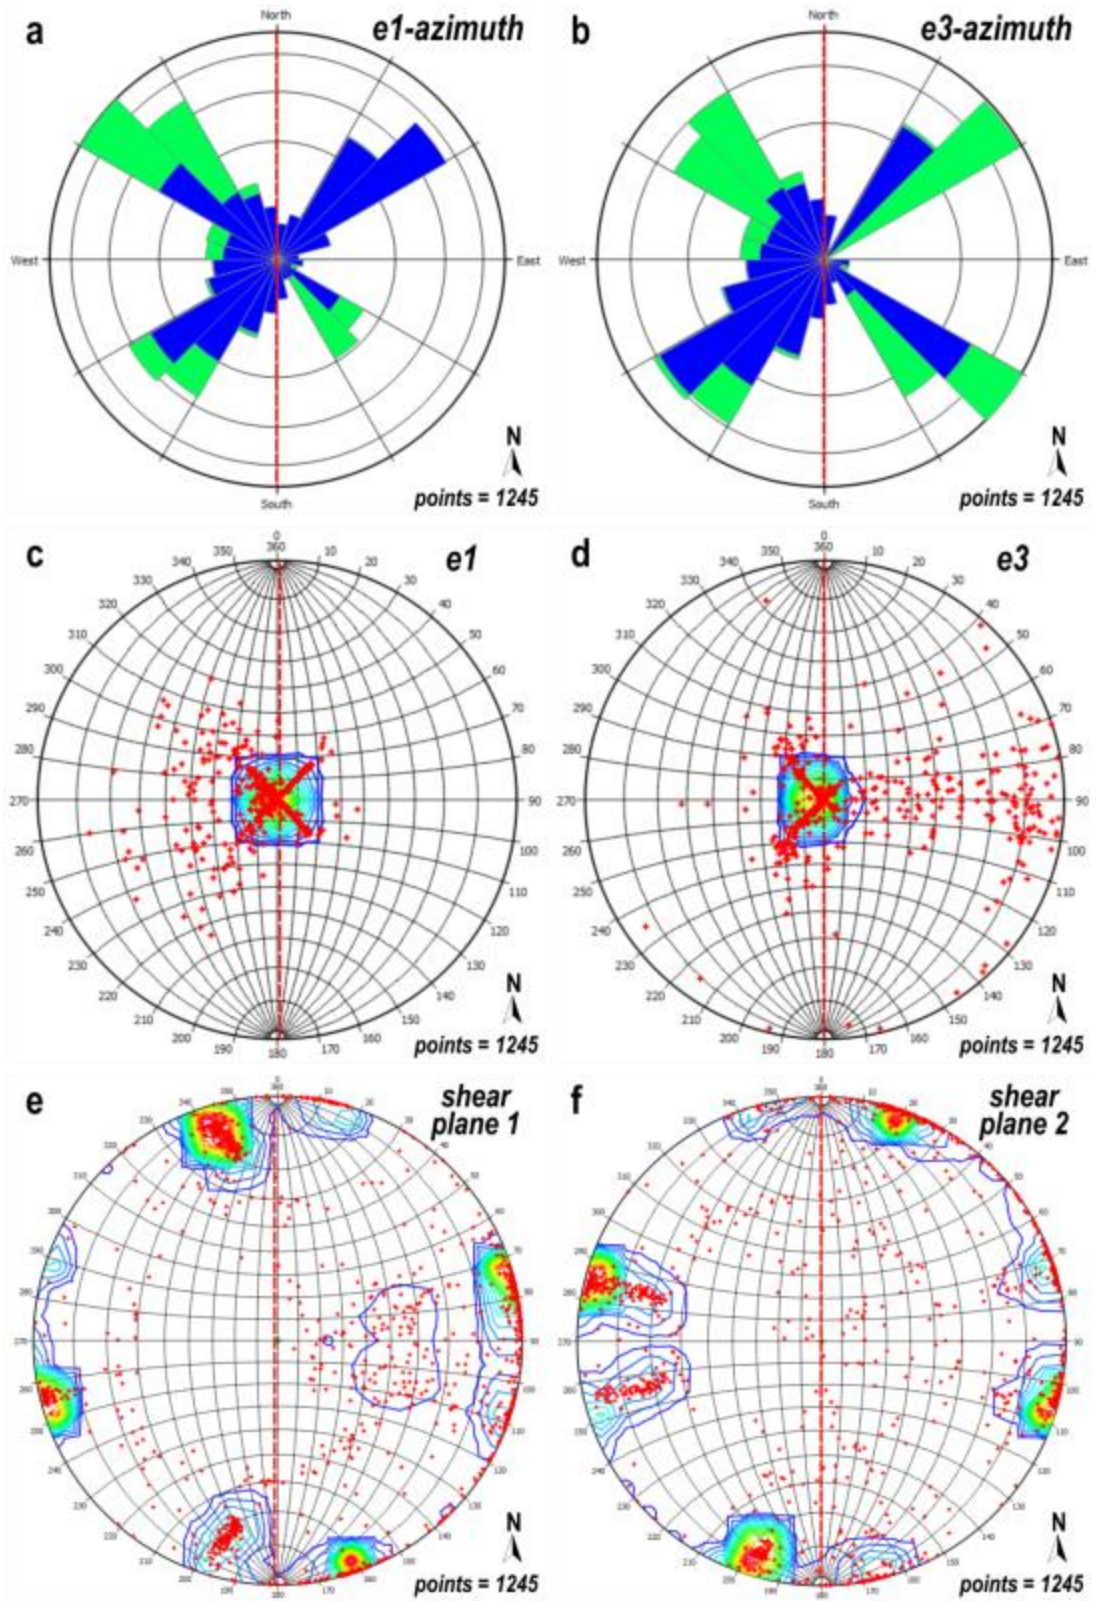 a
e1-azimuth
North
West
East
South
N
points = 1245
b
e3-azimuth
North
West
East
South
N
points = 1245
c
e1
0
360
10
20
30
40
50
60
70
80
90
100
110
120
130
140
150
160
170
180
190
200
210
220
230
240
250
260
270
280
290
300
310
320
330
340
350
N
points = 1245
d
e3
0
360
10
20
30
40
50
60
70
80
90
100
110
120
130
140
150
160
170
180
190
200
210
220
230
240
250
260
270
280
290
300
310
320
330
340
350
N
points = 1245
e
shear
plane 1
N
points = 1245
f
shear
plane 2
N
points = 1245